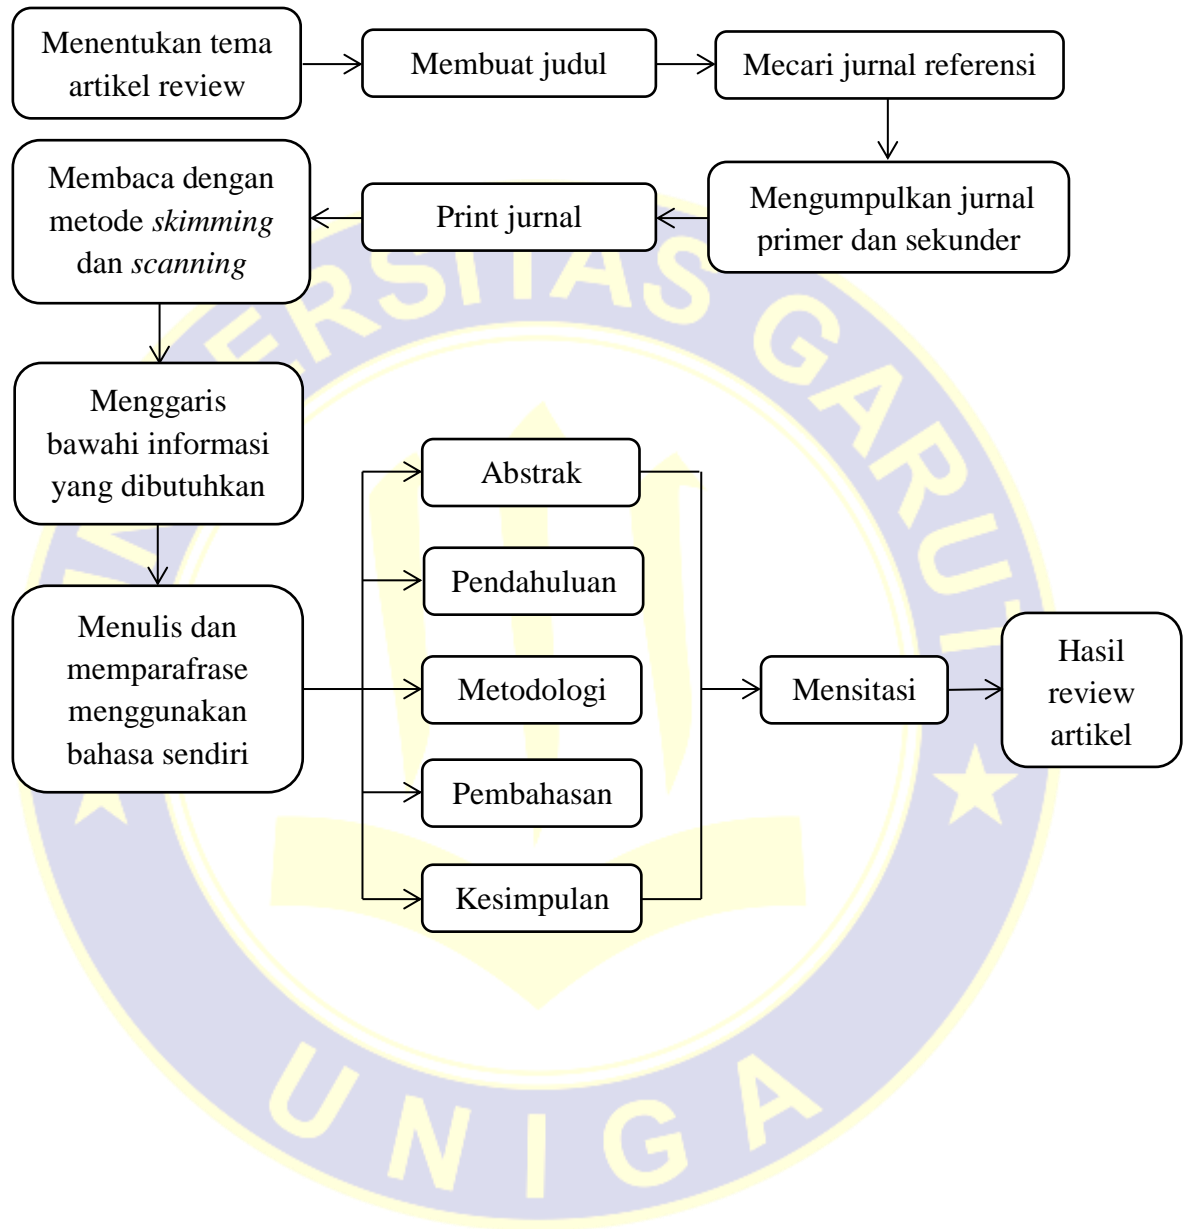 Menentukan tema
artikel review
Membuat judul
Mecari jurnal referensi
Mengumpulkan jurnal
primer dan sekunder
Print jurnal
Membaca dengan
metode skimming
dan scanning
Menggaris
bawahi informasi
yang dibutuhkan
Menulis dan
memparafrase
menggunakan
bahasa sendiri
Abstrak
Pendahuluan
Metodologi
Pembahasan
Kesimpulan
Mensitasi
Hasil
review
artikel
ERSITAS GARUT
UNIGA